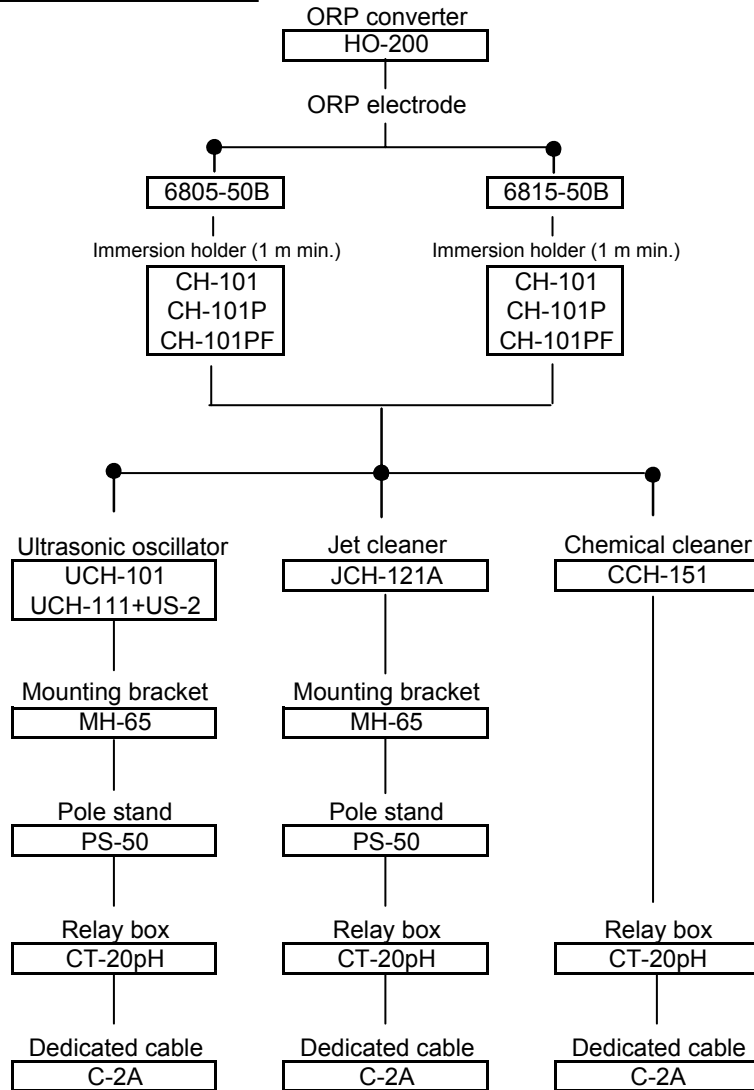 ORP converter
HO-200
ORP electrode
6805-50B
6815-50B
Immersion holder (1 m min.)
Immersion holder (1 m min.)
CH-101
CH-101P
CH-101PF
CH-101
CH-101P
CH-101PF
Ultrasonic oscillator
UCH-101
UCH-111+US-2
Jet cleaner
JCH-121A
Chemical cleaner
CCH-151
Mounting bracket
MH-65
Mounting bracket
MH-65
Pole stand
PS-50
Pole stand
PS-50
Relay box
CT-20pH
Relay box
CT-20pH
Relay box
CT-20pH
Dedicated cable
C-2A
Dedicated cable
C-2A
Dedicated cable
C-2A